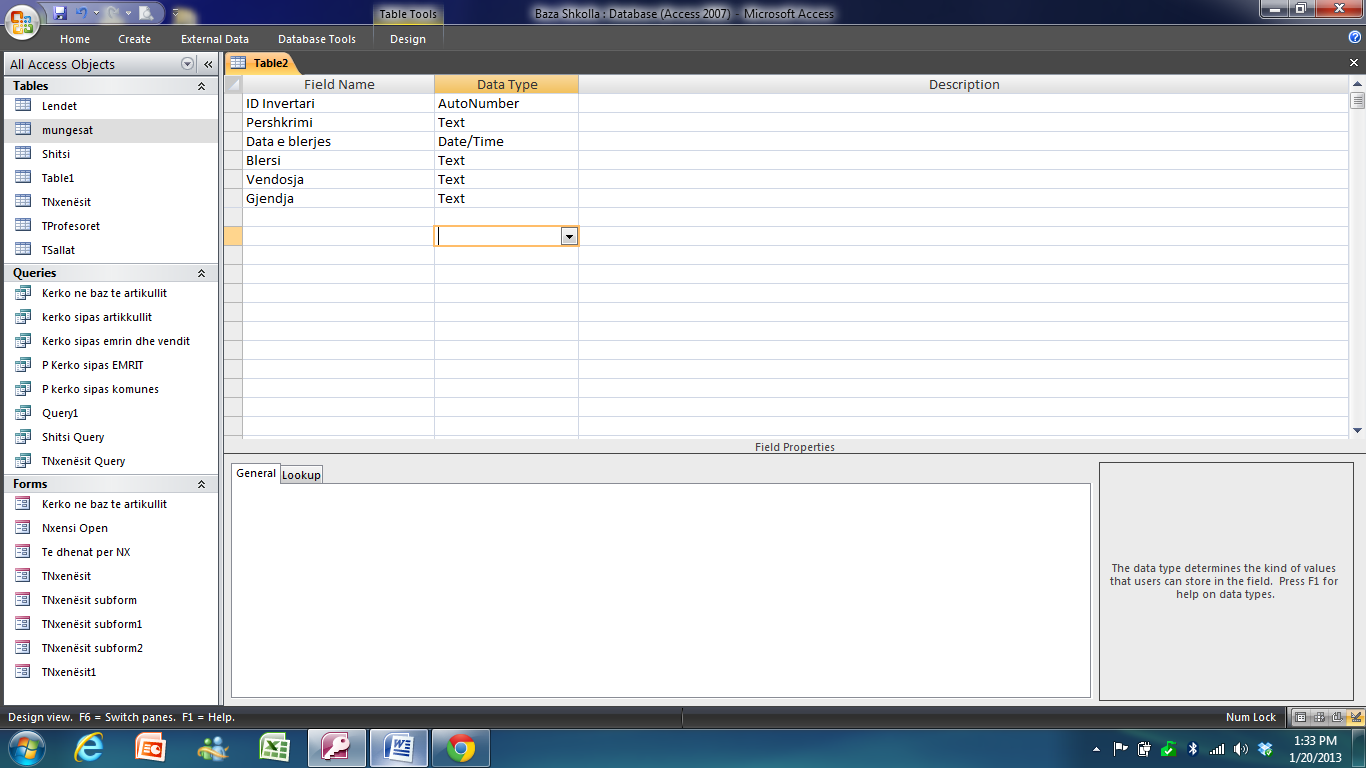 Table Tools
Baza Shkolla : Database (Access 2007) - Microsoft Access
Home Create External Data Database Tools Design
All Access Objects
Tables
Lendet
mungesat
Shitsi
Table1
TNxenësit
TProfesoret
TSallat
Queries
Kerko ne baz te artikullit
kerko sipas artikkullit
Kerko sipas emrin dhe vendit
P Kerko sipas EMRIT
P kerko sipas komunes
Query1
Shitsi Query
TNxenësit Query
Forms
Kerko ne baz te artikullit
Nxensi Open
Te dhenat per NX
TNxenësit
TNxenësit subform
TNxenësit subform1
TNxenësit subform2
TNxenësit1
Table2
Field Name Data Type Description
ID Invertari AutoNumber
Pershkrimi Text
Data e blerjes Date/Time
Blersi Text
Vendosja Text
Gjendja Text
Field Properties
General Lookup
The data type determines the kind of values
that users can store in the field. Press F1 for
help on data types.
Design view. F6 = Switch panes. F1 = Help.
Num Lock
1:33 PM
1/20/2013